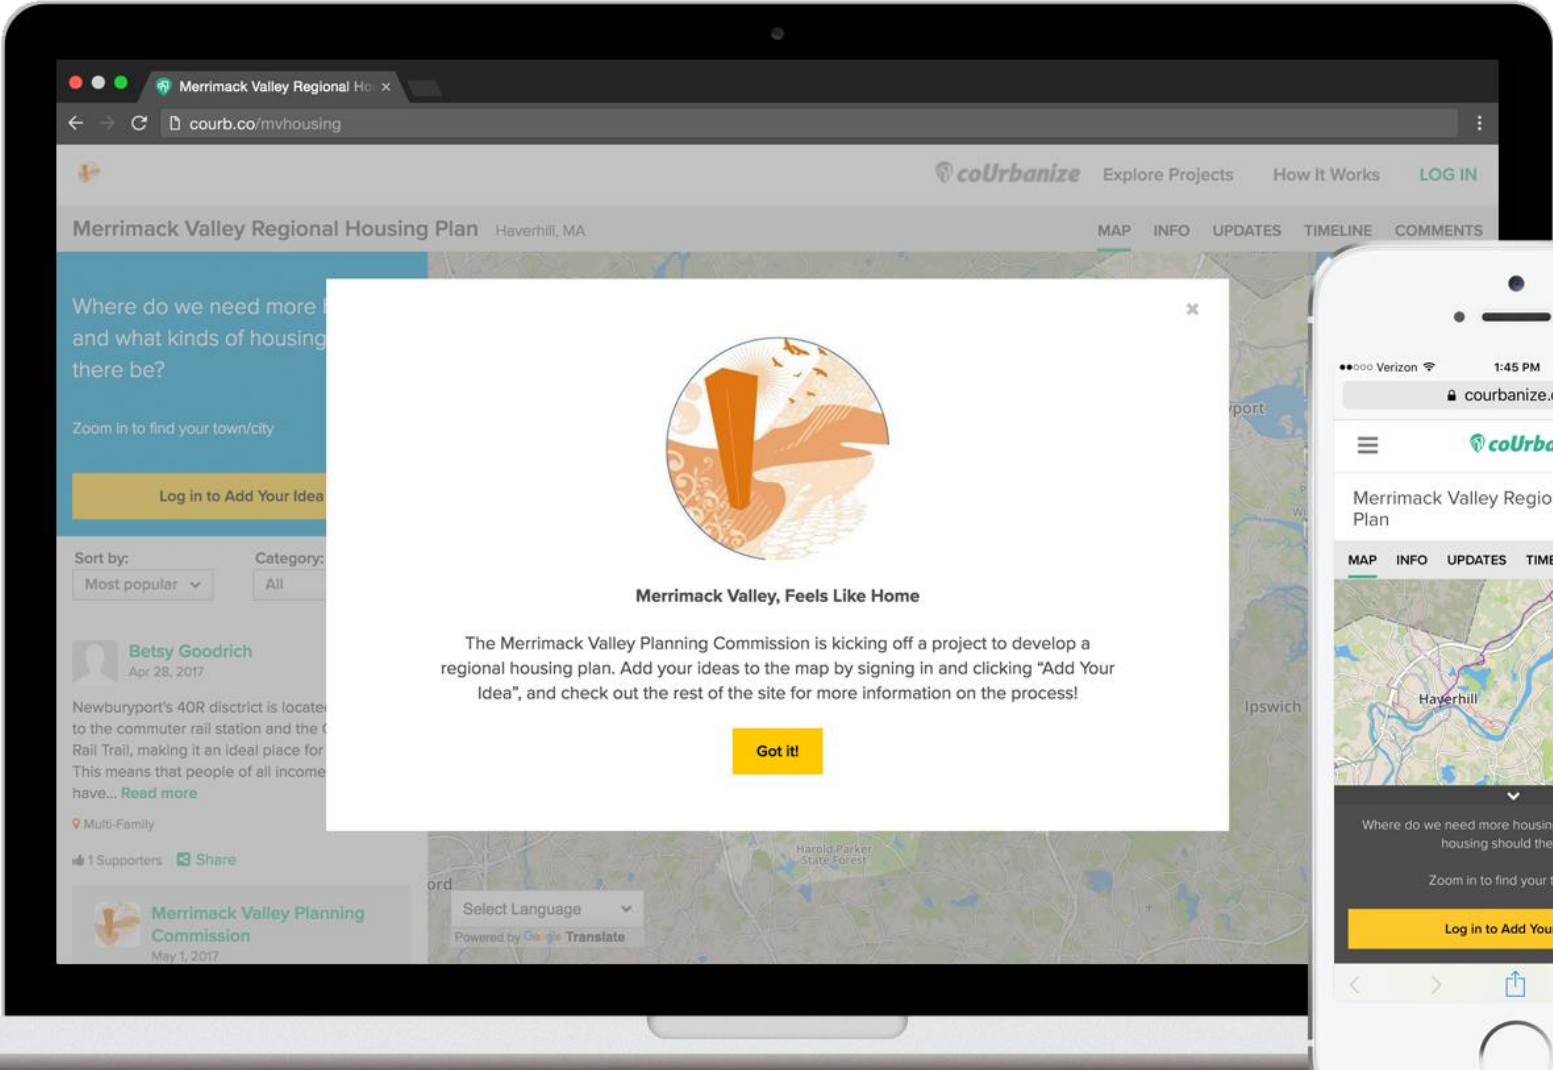 Merrimack Valley Regional Ho
courb.co/mvhousing
coUrbanize Explore Projects How It Works LOG IN
Merrimack Valley Regional Housing Plan Haverhill, MA
MAP INFO UPDATES TIMELINE COMMENTS
Where do we need more
and what kinds of housing
there be?
Zoom in to find your town/city
Log in to Add Your Idea
Sort by: Category:
Most popular All
Betsy Goodrich
Apr 28, 2017
Newburyport's 40R disctrict is locate
to the commuter rail station and the
Rail Trail, making it an ideal place for
This means that people of all income
have... Read more
Multi-Family
1 Supporters Share
Merrimack Valley Planning
Commission
May 1, 2017
Merrimack Valley, Feels Like Home
The Merrimack Valley Planning Commission is kicking off a project to develop a
regional housing plan. Add your ideas to the map by signing in and clicking “Add Your
Idea”, and check out the rest of the site for more information on the process!
Got it!
port
Ipswich
Harold Parker
State Forest
ord
Select Language
Powered by Google Translate
Verizon 1:45 PM
courbanize.
coUrba
Merrimack Valley Regio
Plan
MAP INFO UPDATES TIME
Haverhill
Where do we need more housin
housing should the
Zoom in to find your t
Log in to Add You